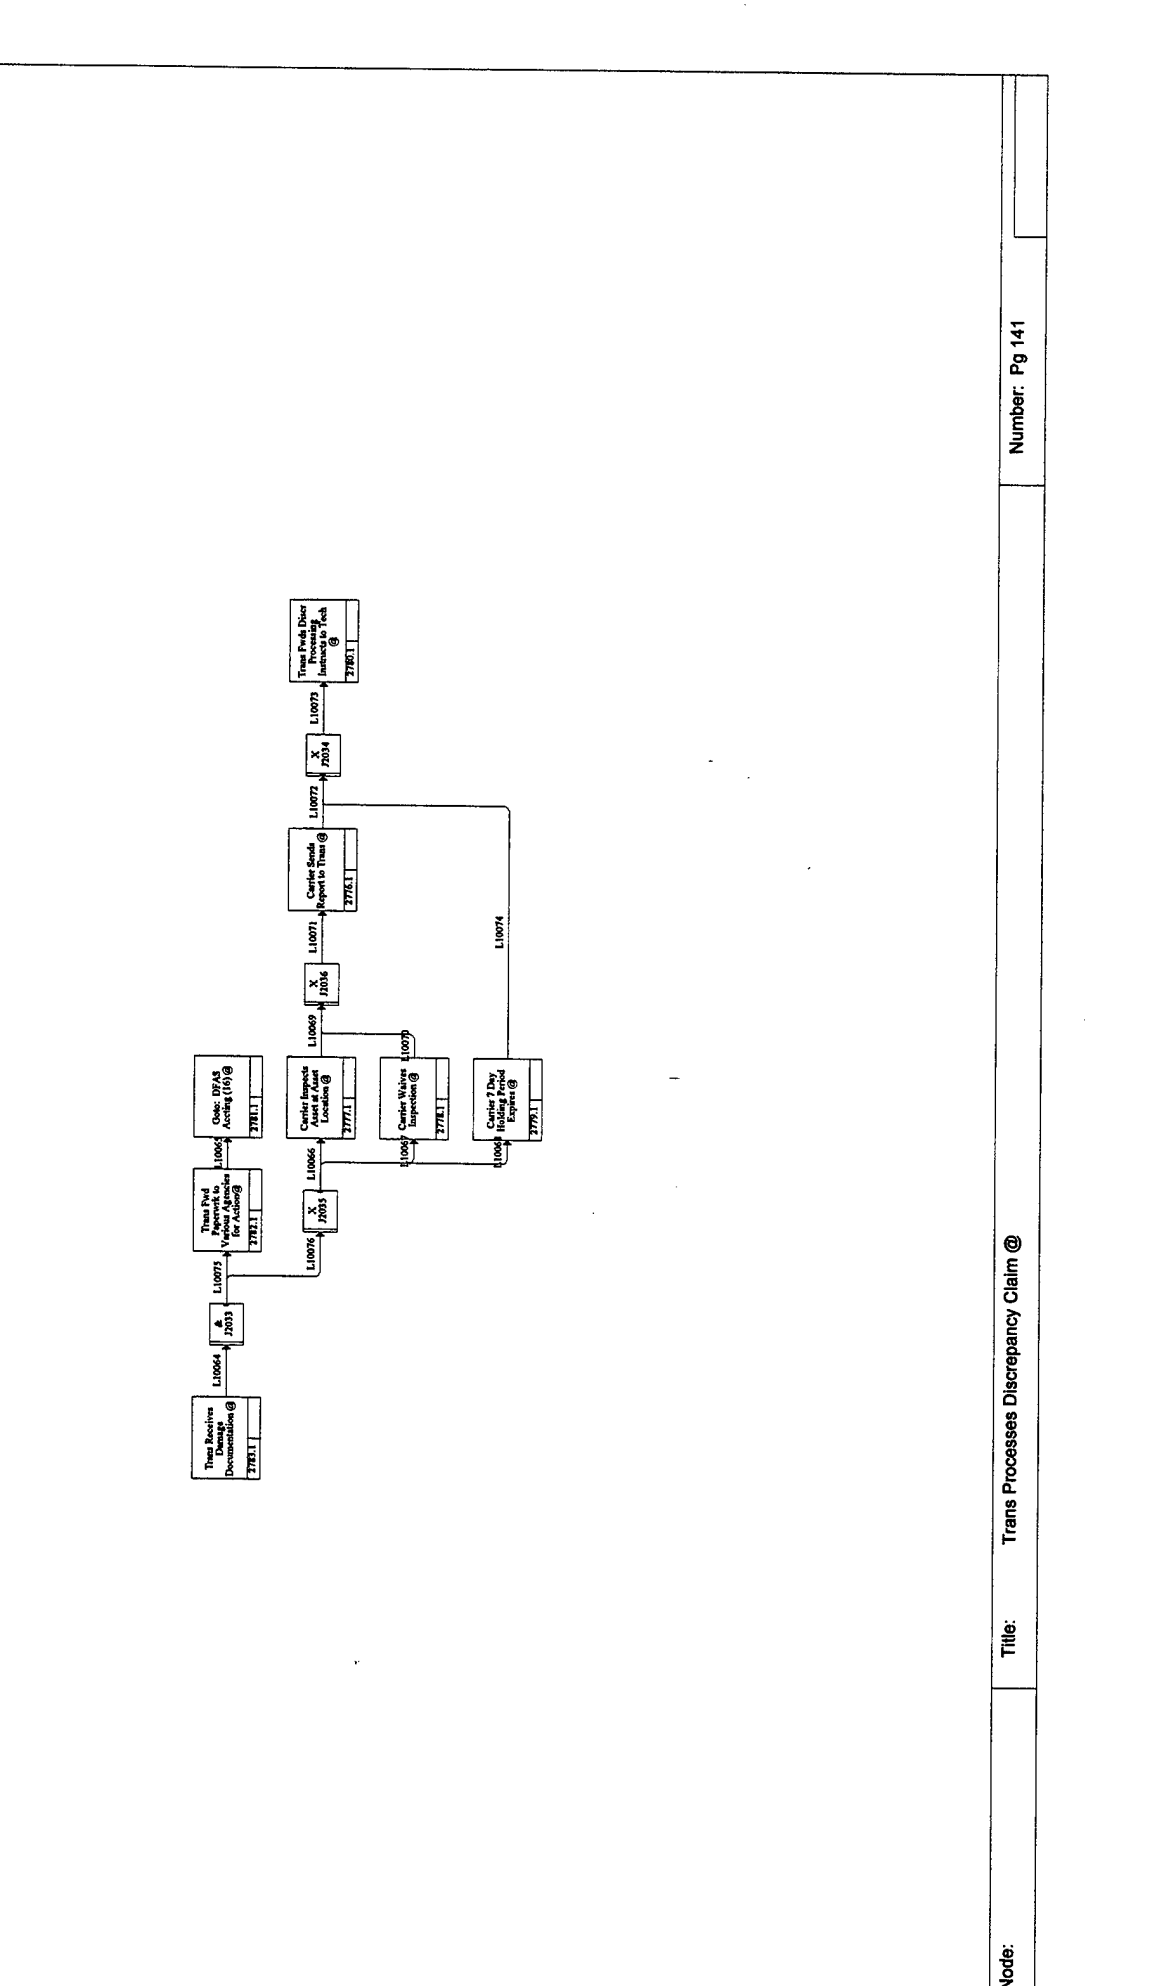 Trans Receives
Damage
Documentation @
2783.1
L10064
&
J2033
L10075
L10076
Trans Fwd
Paperwrk to
Various Agencies
for Action@
2782.1
L10065
Goto: DFAS
Accting (16) @
2781.1
X
J2035
L10066
L10067
L10068
Carrier Inspects
Asset at Asset
Location @
2777.1
Carrier Waives
Inspection @
2778.1
Carrier 7 Day
Holding Period
Expires @
2779.1
L10069
L10070
X
J2036
L10071
Carrier Sends
Report to Trans @
2776.1
L10072
L10074
X
J2034
L10073
Trans Fwds Discr
Processing
Instructs to Tech
@
2780.1
Node:
Title: Trans Processes Discrepancy Claim @
Number: Pg 141